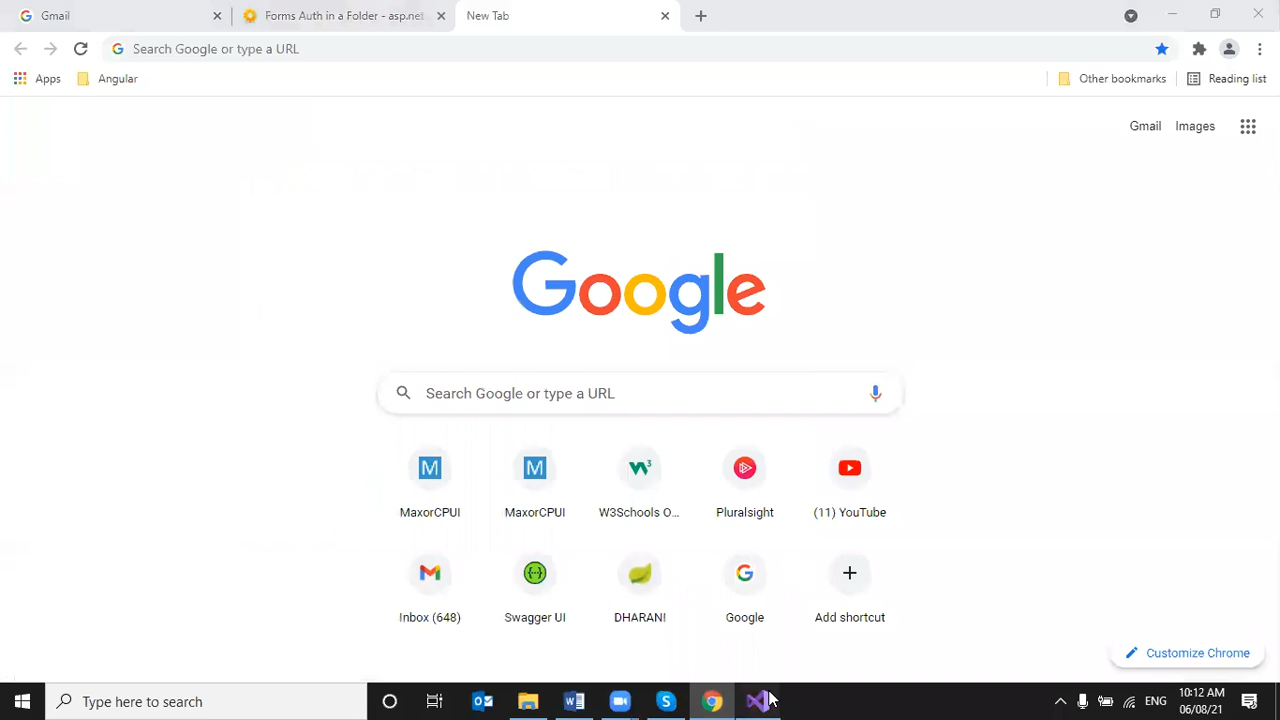 Gmail
Forms Auth in a Folder - asp.net
New Tab
Search Google or type a URL
Apps
Angular
Other bookmarks
Reading list
Gmail
Images
Google
Search Google or type a URL
MaxorCPUI
MaxorCPUI
W3Schools O...
Pluralsight
(11) YouTube
Inbox (648)
Swagger UI
DHARANI
Google
Add shortcut
Customize Chrome
Type here to search
ENG
10:12 AM
06/08/21